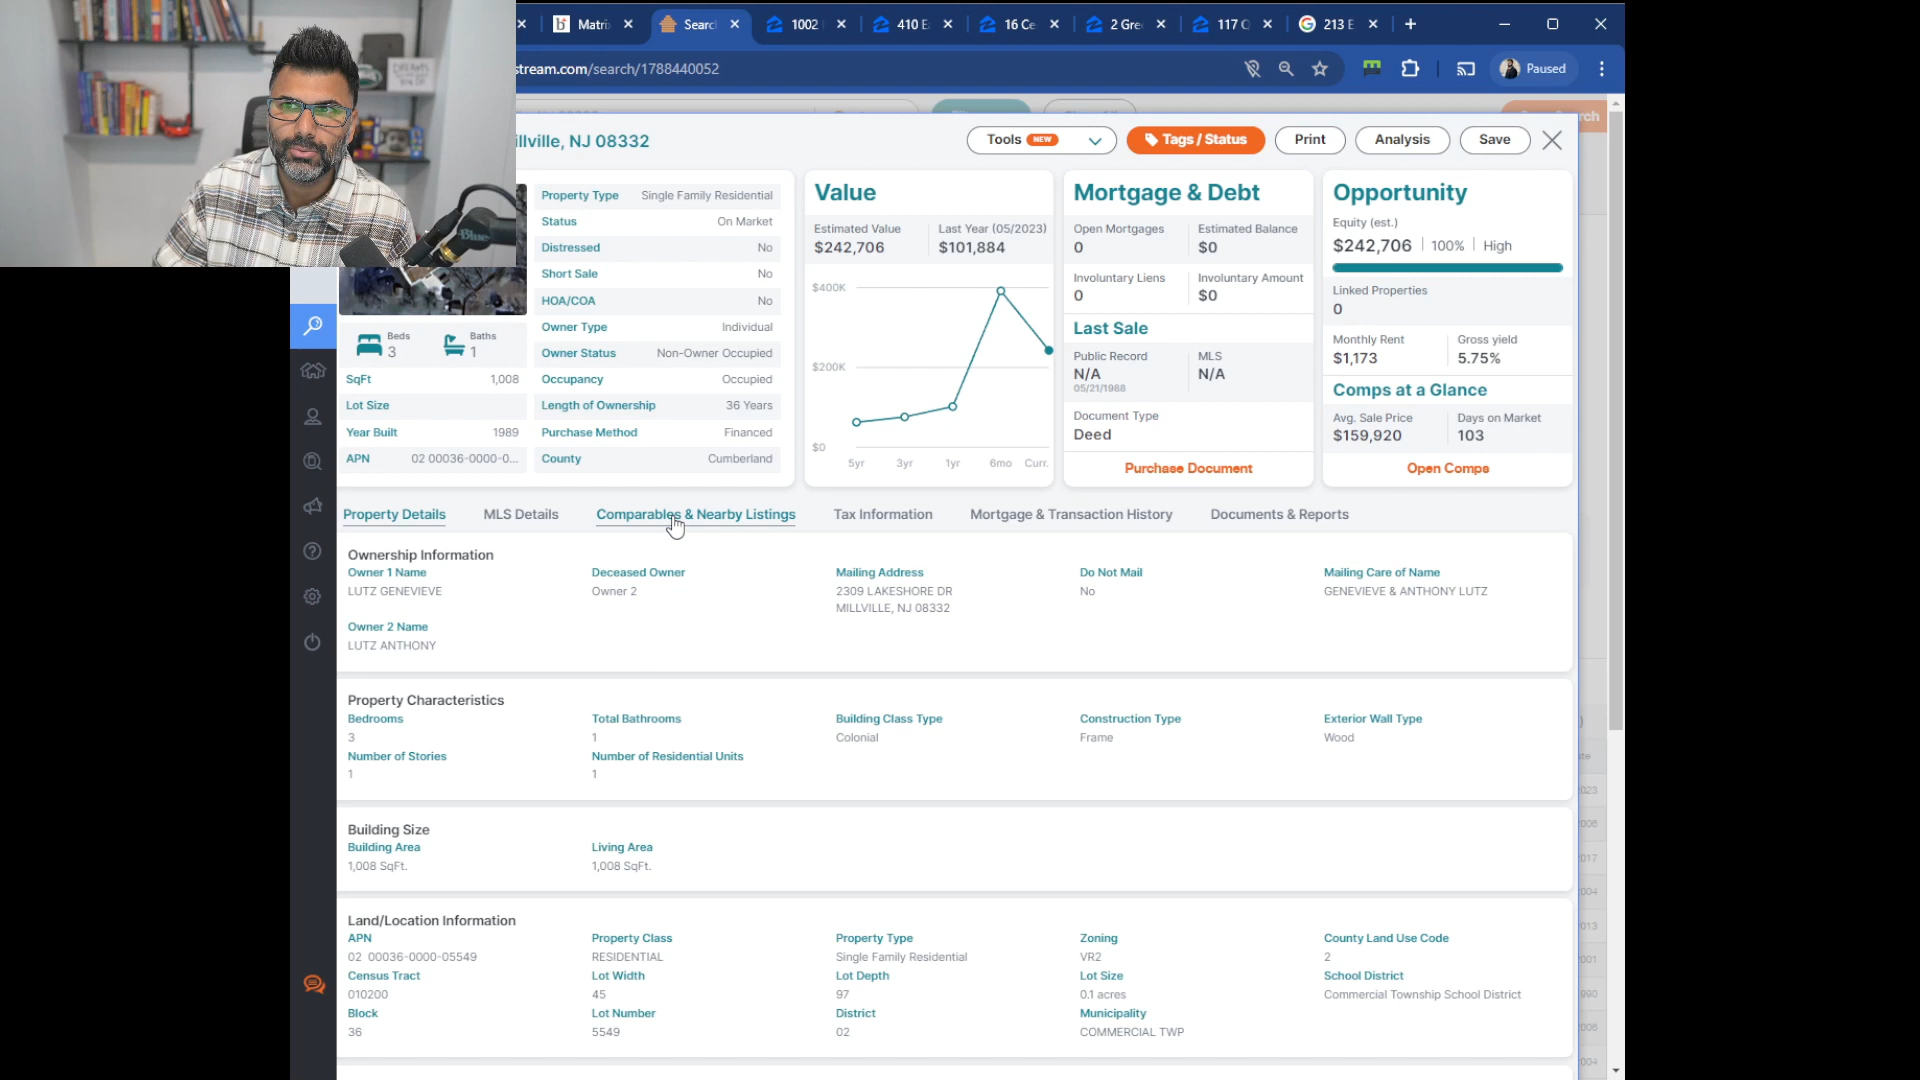 Matri
Searc
1002
410 E
16 Ce
2 Gre
117 Q
213 E
stream.com/search/1788440052
Paused
illville, NJ 08332
Tools NEW
Tags / Status
Print
Analysis
Save
Property Type Single Family Residential
Status On Market
Distressed No
Short Sale No
HOA/COA No
Owner Type Individual
Owner Status Non-Owner Occupied
Occupancy Occupied
Length of Ownership 36 Years
Purchase Method Financed
County Cumberland
Beds
3
Baths
1
SqFt 1,008
Lot Size
Year Built 1989
APN 02 00036-0000-0...
Value
Estimated Value
$242,706
Last Year (05/2023)
$101,884
$400K
$200K
$0
5yr 3yr 1yr 6mo Curr.
Mortgage & Debt
Open Mortgages
0
Estimated Balance
$0
Involuntary Liens
0
Involuntary Amount
$0
Last Sale
Public Record
N/A
05/21/1988
MLS
N/A
Document Type
Deed
Purchase Document
Opportunity
Equity (est.)
$242,706 100% High
Linked Properties
0
Monthly Rent
$1,173
Gross yield
5.75%
Comps at a Glance
Avg. Sale Price
$159,920
Days on Market
103
Open Comps
Property Details MLS Details Comparables & Nearby Listings Tax Information Mortgage & Transaction History Documents & Reports
Ownership Information
Owner 1 Name
LUTZ GENEVIEVE
Deceased Owner
Owner 2
Mailing Address
2309 LAKESHORE DR
MILLVILLE, NJ 08332
Do Not Mail
No
Mailing Care of Name
GENEVIEVE & ANTHONY LUTZ
Owner 2 Name
LUTZ ANTHONY
Property Characteristics
Bedrooms
3
Total Bathrooms
1
Building Class Type
Colonial
Construction Type
Frame
Exterior Wall Type
Wood
Number of Stories
1
Number of Residential Units
1
Building Size
Building Area
1,008 SqFt.
Living Area
1,008 SqFt.
Land/Location Information
APN
02 00036-0000-05549
Property Class
RESIDENTIAL
Property Type
Single Family Residential
Zoning
VR2
County Land Use Code
2
Census Tract
010200
Lot Width
45
Lot Depth
97
Lot Size
0.1 acres
School District
Commercial Township School District
Block
36
Lot Number
5549
District
02
Municipality
COMMERCIAL TWP
Blue